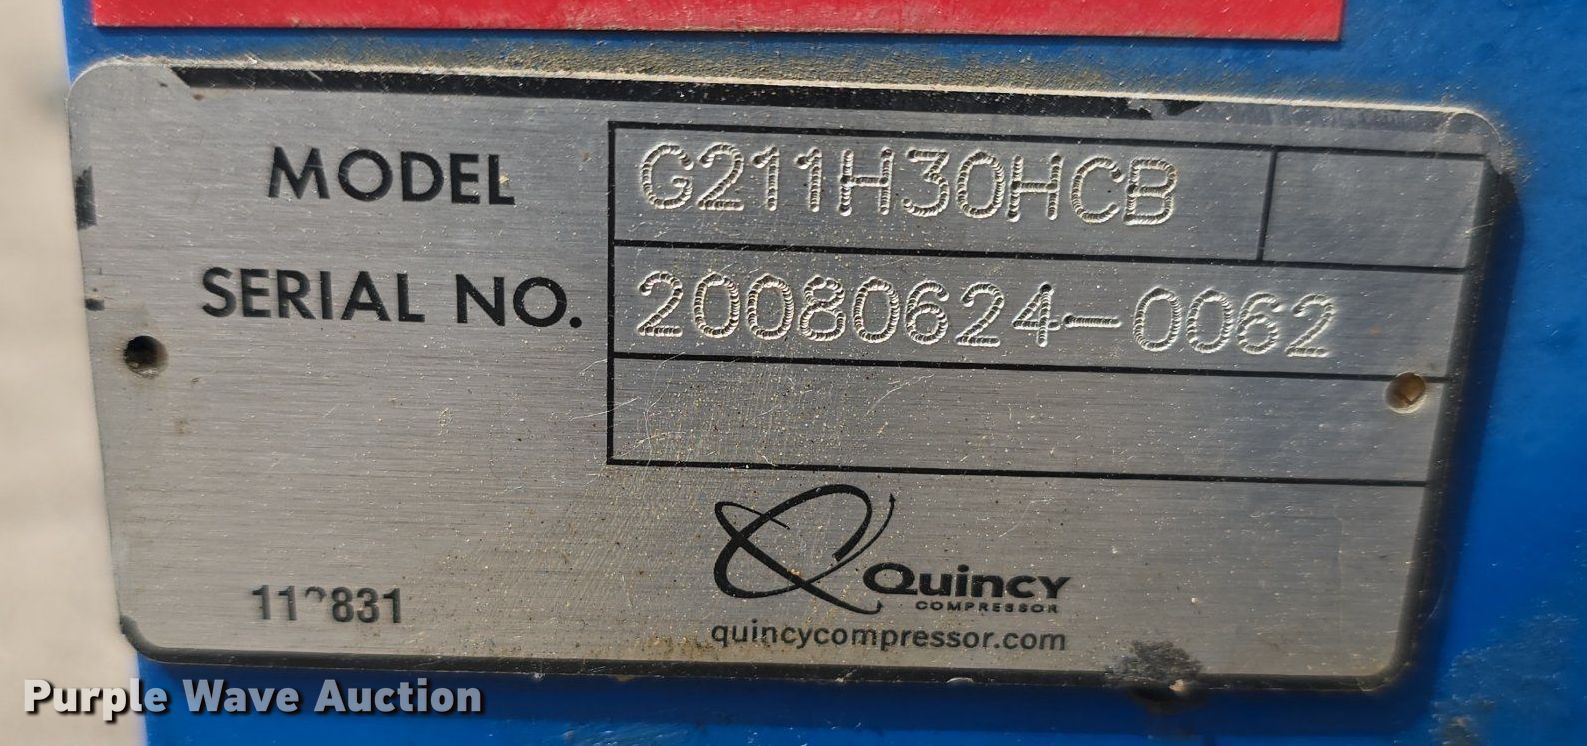 MODEL G211H30HCB
SERIAL NO. 20080624-0062
Quincy
COMPRESSOR
quincycompressor.com
Purple Wave Auction